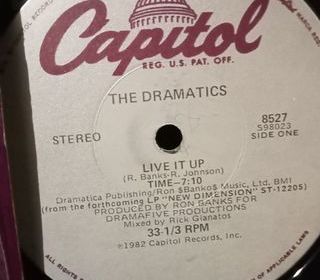 Capitol
REG. U.S. PAT. OFF.
THE DRAMATICS
8527
S98023
STEREO
SIDE ONE
LIVE IT UP
(R. Banks-R. Johnson)
TIME–7:10
Dramatica Publishing/Ron $Banko$ Music, Ltd. BMI
(from the forthcoming LP "NEW DIMENSION" ST-12205)
PRODUCED BY RON BANKS FOR
DRAMAFIVE PRODUCTIONS
Mixed by Rick Gianatos
33-1/3 RPM
©1982 Capitol Records, Inc.